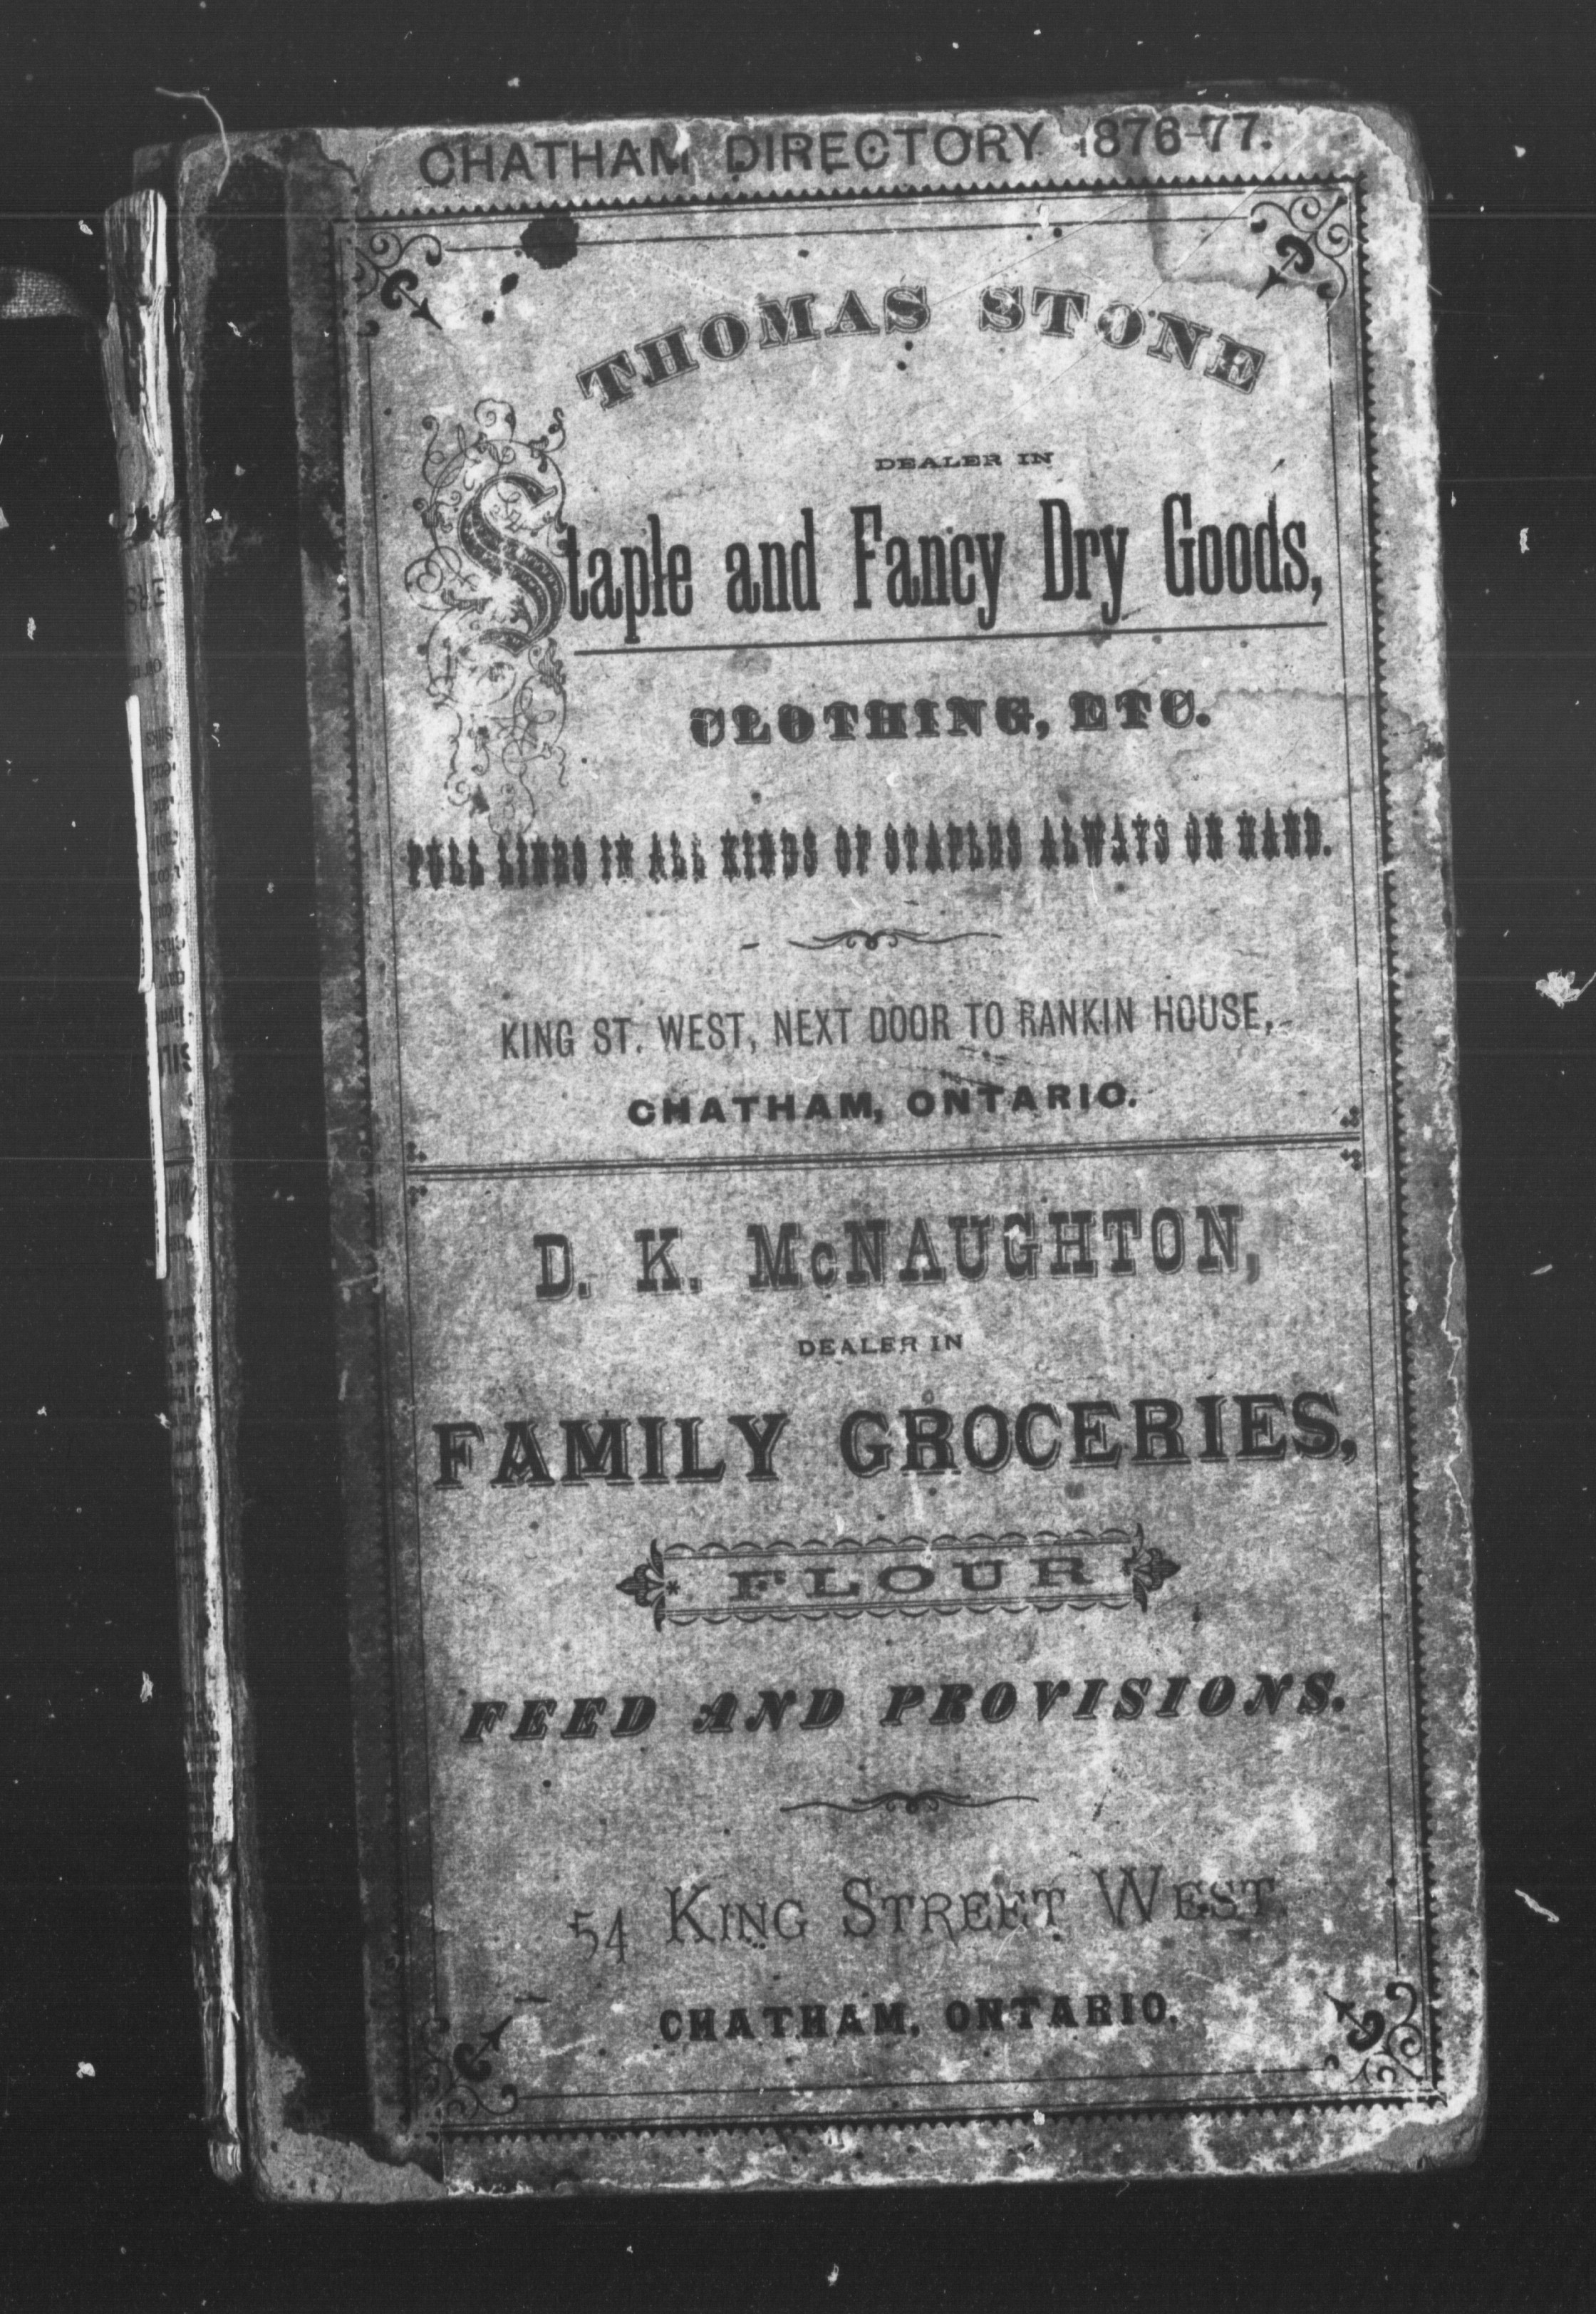 CHATHAM DIRECTORY 1876-77.
THOMAS STONE
DEALER IN
Staple and Fancy Dry Goods,
CLOTHING, ETC.
FULL LINES IN ALL KINDS OF STAPLES ALWAYS ON HAND.
KING ST. WEST, NEXT DOOR TO RANKIN HOUSE,
CHATHAM, ONTARIO.
D. K. McNAUGHTON,
DEALER IN
FAMILY GROCERIES,
FLOUR
FEED AND PROVISIONS.
54 KING STREET WEST
CHATHAM, ONTARIO.